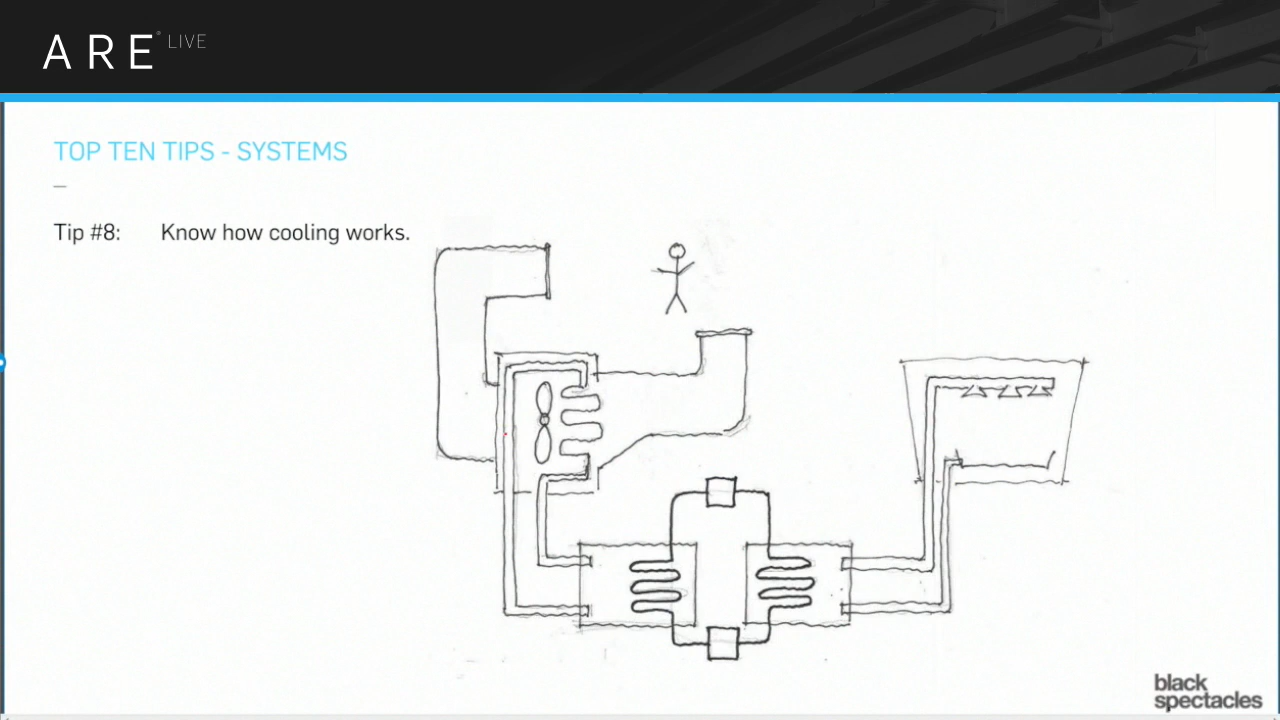 ARE® LIVE
TOP TEN TIPS - SYSTEMS
Tip #8: Know how cooling works.
black
spectacles